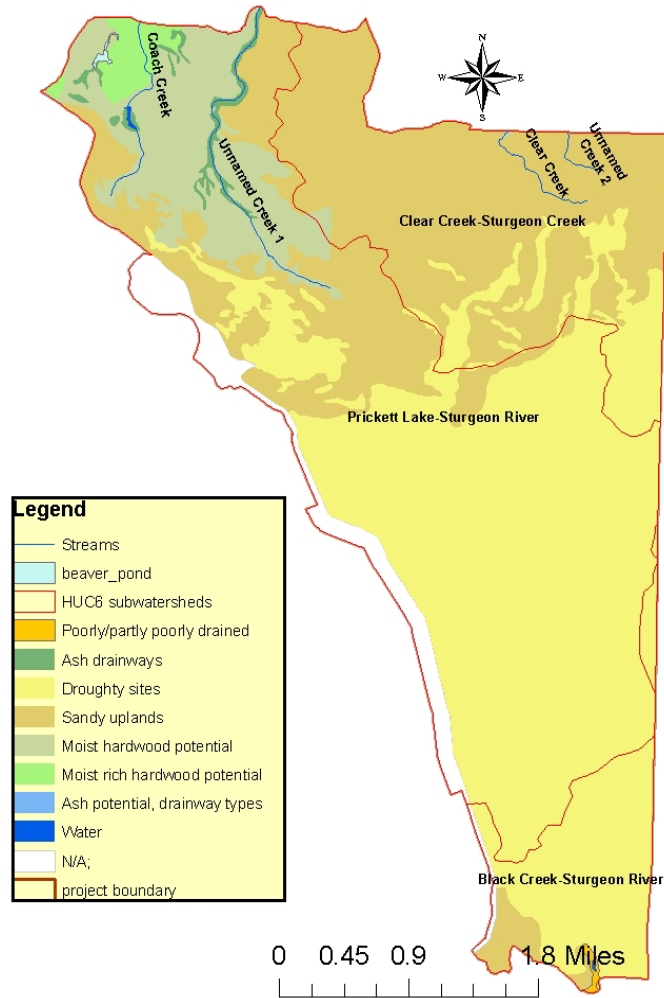 N
W
E
S
Coach Creek
Unnamed Creek 1
Clear Creek
Unnamed
Creek 2
Clear Creek-Sturgeon Creek
Prickett Lake-Sturgeon River
Legend
Streams
beaver_pond
HUC6 subwatersheds
Poorly/partly poorly drained
Ash drainways
Droughty sites
Sandy uplands
Moist hardwood potential
Moist rich hardwood potential
Ash potential, drainway types
Water
N/A;
project boundary
Black Creek-Sturgeon River
0 0.45 0.9 1.8 Miles